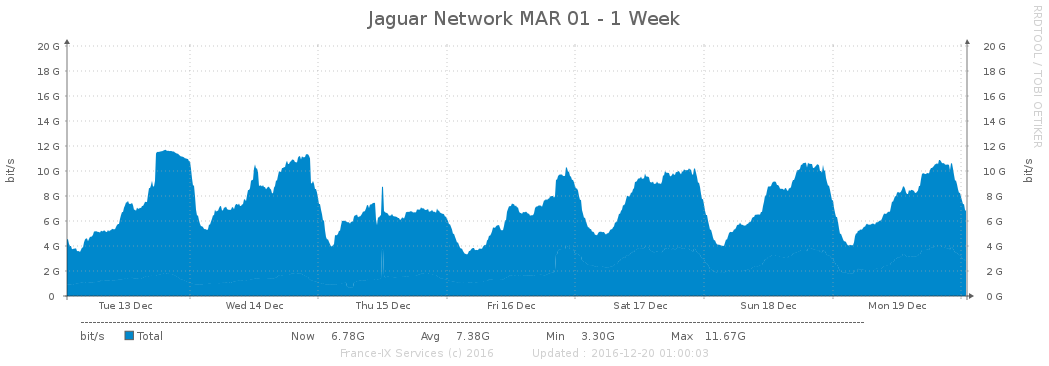 Jaguar Network MAR 01 - 1 Week
RRDTOOL / TOBI OETIKER
bit/s
20 G 20 G
18 G 18 G
16 G 16 G
14 G 14 G
12 G 12 G
10 G 10 G
8 G 8 G
6 G 6 G
4 G 4 G
2 G 2 G
0 0 G
bit/s
Tue 13 Dec Wed 14 Dec Thu 15 Dec Fri 16 Dec Sat 17 Dec Sun 18 Dec Mon 19 Dec
bit/s Total Now 6.78G Avg 7.38G Min 3.30G Max 11.67G
France-IX Services (c) 2016 Updated : 2016-12-20 01:00:03